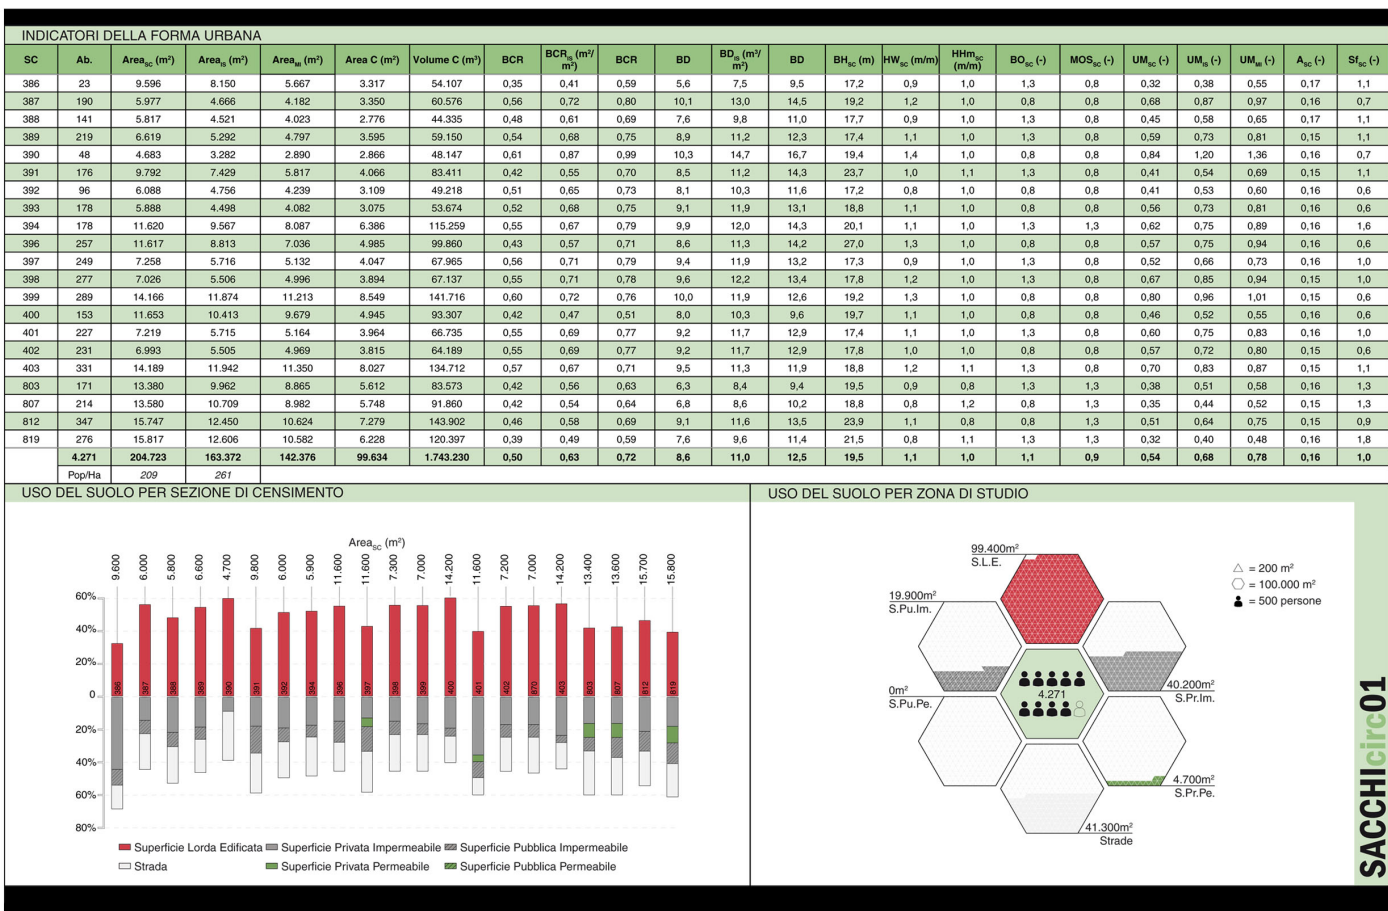 INDICATORI DELLA FORMA URBANA
SC Ab. Area_SC (m²) Area_IS (m²) Area_MI (m²) Area C (m²) Volume C (m³) BCR BCR_IS (m²/m²) BCR BD BD_IS (m³/m²) BD BH_SC (m) HW_SC (m/m) HHm_SC (m/m) BO_SC (-) MOS_SC (-) UM_SC (-) UM_IS (-) UM_MI (-) A_SC (-) Sf_SC (-)
386 23 9.596 8.150 5.667 3.317 54.107 0,35 0,41 0,59 5,6 7,5 9,5 17,2 0,9 1,0 1,3 0,8 0,32 0,38 0,55 0,17 1,1
387 190 5.977 4.666 4.182 3.350 60.576 0,56 0,72 0,80 10,1 13,0 14,5 19,2 1,2 1,0 1,3 0,8 0,68 0,87 0,97 0,16 0,7
388 141 5.817 4.521 4.023 2.776 44.335 0,48 0,61 0,69 7,6 9,8 11,0 17,7 0,9 1,0 1,3 0,8 0,45 0,58 0,65 0,17 1,1
389 219 6.619 5.292 4.797 3.595 59.150 0,54 0,68 0,75 8,9 11,2 12,3 17,4 1,1 1,0 1,3 0,8 0,59 0,73 0,81 0,15 1,1
390 48 4.683 3.282 2.890 2.866 48.147 0,61 0,87 0,99 10,3 14,7 16,7 19,4 1,4 1,0 0,8 0,8 0,84 1,20 1,36 0,16 0,7
391 176 9.792 7.429 5.817 4.066 83.411 0,42 0,55 0,70 8,5 11,2 14,3 23,7 1,0 1,1 1,3 0,8 0,41 0,54 0,69 0,15 1,1
392 96 6.088 4.756 4.239 3.109 49.218 0,51 0,65 0,73 8,1 10,3 11,6 17,2 0,8 1,0 0,8 0,8 0,41 0,53 0,60 0,16 0,6
393 178 5.888 4.498 4.082 3.075 53.674 0,52 0,68 0,75 9,1 11,9 13,1 18,8 1,1 1,0 0,8 0,8 0,56 0,73 0,81 0,16 0,6
394 178 11.620 9.567 8.087 6.386 115.259 0,55 0,67 0,79 9,9 12,0 14,3 20,1 1,1 1,0 1,3 1,3 0,62 0,75 0,89 0,16 1,6
396 257 11.617 8.813 7.036 4.985 99.860 0,43 0,57 0,71 8,6 11,3 14,2 27,0 1,3 1,0 0,8 0,8 0,57 0,75 0,94 0,16 0,6
397 249 7.258 5.716 5.132 4.047 67.965 0,56 0,71 0,79 9,4 11,9 13,2 17,3 0,9 1,0 1,3 0,8 0,52 0,66 0,73 0,16 1,0
398 277 7.026 5.506 4.996 3.894 67.137 0,55 0,71 0,78 9,6 12,2 13,4 17,8 1,2 1,0 1,3 0,8 0,67 0,85 0,94 0,15 1,0
399 289 14.166 11.874 11.213 8.549 141.716 0,60 0,72 0,76 10,0 11,9 12,6 19,2 1,3 1,0 1,3 0,8 0,80 0,96 1,01 0,15 0,6
400 153 11.653 10.413 9.679 4.945 93.307 0,42 0,47 0,51 8,0 10,3 9,6 19,7 1,1 1,0 0,8 0,8 0,46 0,52 0,55 0,16 0,6
401 227 7.219 5.715 5.164 3.964 66.735 0,55 0,69 0,77 9,2 11,7 12,9 17,4 1,1 1,0 1,3 0,8 0,60 0,75 0,83 0,16 1,0
402 231 6.993 5.505 4.969 3.815 64.189 0,55 0,69 0,77 9,2 11,7 12,9 17,8 1,0 1,0 0,8 0,8 0,57 0,72 0,80 0,15 0,6
403 331 14.189 11.942 11.350 8.027 134.712 0,57 0,67 0,71 9,5 11,3 11,9 18,8 1,2 1,1 1,3 0,8 0,70 0,83 0,87 0,15 1,1
803 171 13.380 9.962 8.865 5.612 83.573 0,42 0,56 0,63 6,3 8,4 9,4 19,5 0,9 0,8 1,3 1,3 0,38 0,51 0,58 0,16 1,3
807 214 13.580 10.709 8.982 5.748 91.860 0,42 0,54 0,64 6,8 8,6 10,2 18,8 0,8 1,2 0,8 1,3 0,35 0,44 0,52 0,15 1,3
812 347 15.747 12.450 10.624 7.279 143.902 0,46 0,58 0,69 9,1 11,6 13,5 23,9 1,1 0,8 0,8 1,3 0,51 0,64 0,75 0,15 0,9
819 276 15.817 12.606 10.582 6.228 120.397 0,39 0,49 0,59 7,6 9,6 11,4 21,5 0,8 1,1 1,3 1,3 0,32 0,40 0,48 0,16 1,8
4.271 204.723 163.372 142.376 99.634 1.743.230 0,50 0,63 0,72 8,6 11,0 12,5 19,5 1,1 1,0 1,1 0,9 0,54 0,68 0,78 0,16 1,0
Pop/Ha 209 261
USO DEL SUOLO PER SEZIONE DI CENSIMENTO
Area_SC (m²)
9.600 6.000 5.800 6.600 4.700 9.800 6.000 5.900 11.600 11.600 7.300 7.000 14.200 11.600 7.200 7.000 14.200 13.400 13.600 15.700 15.800
60%
40%
20%
0
20%
40%
60%
80%
386 387 388 389 390 391 392 394 396 397 398 399 400 401 402 870 403 803 807 812 819
Superficie Lorda Edificata Superficie Privata Impermeabile Superficie Pubblica Impermeabile
Strada Superficie Privata Permeabile Superficie Pubblica Permeabile
USO DEL SUOLO PER ZONA DI STUDIO
99.400m²
S.L.E.
19.900m²
S.Pu.Im.
0m²
S.Pu.Pe.
4.271
40.200m²
S.Pr.Im.
4.700m²
S.Pr.Pe.
41.300m²
Strade
= 200 m²
= 100.000 m²
= 500 persone
SACCHIcirc01